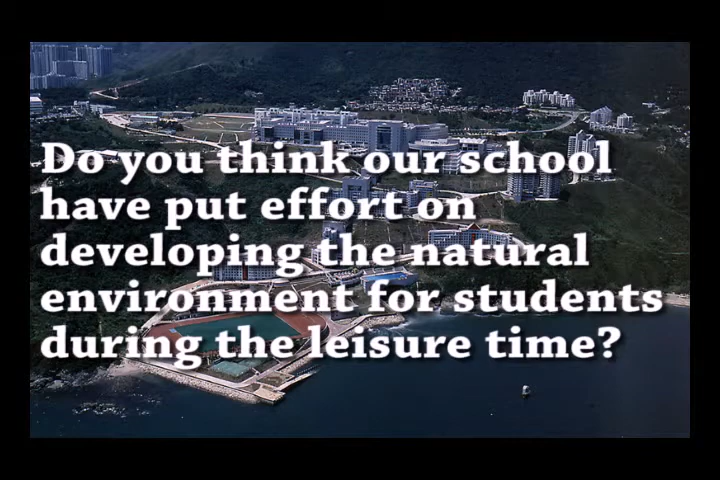 Do you think our school
have put effort on
developing the natural
environment for students
during the leisure time?